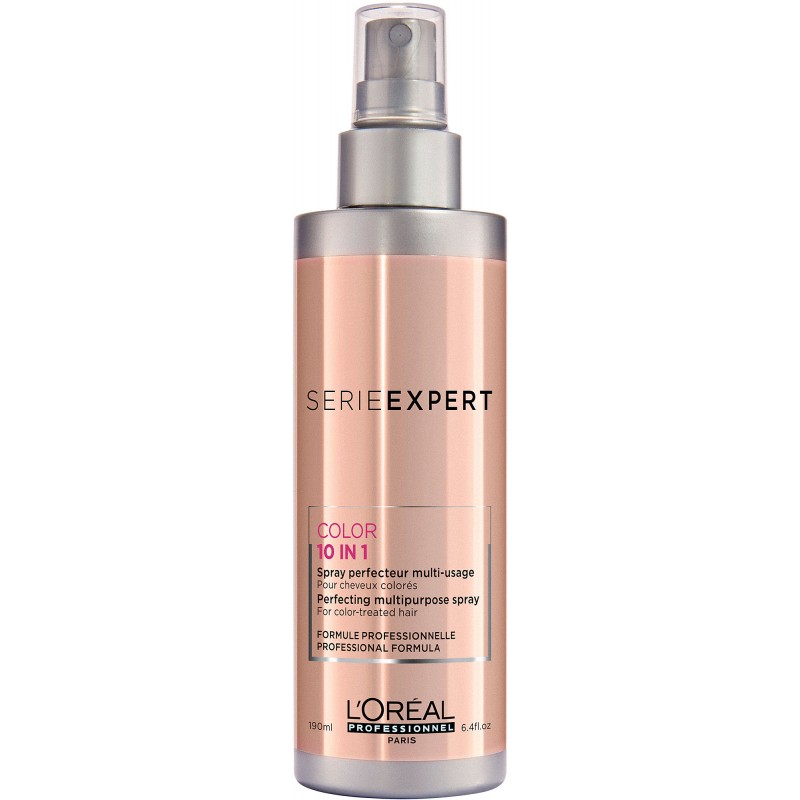 SERIEEXPERT
COLOR
10 IN 1
Spray perfecteur multi-usage
Pour cheveux colorés
Perfecting multipurpose spray
For color-treated hair
FORMULE PROFESSIONNELLE
PROFESSIONAL FORMULA
190ml L'ORÉAL 6.4fl.oz
PROFESSIONNEL
PARIS